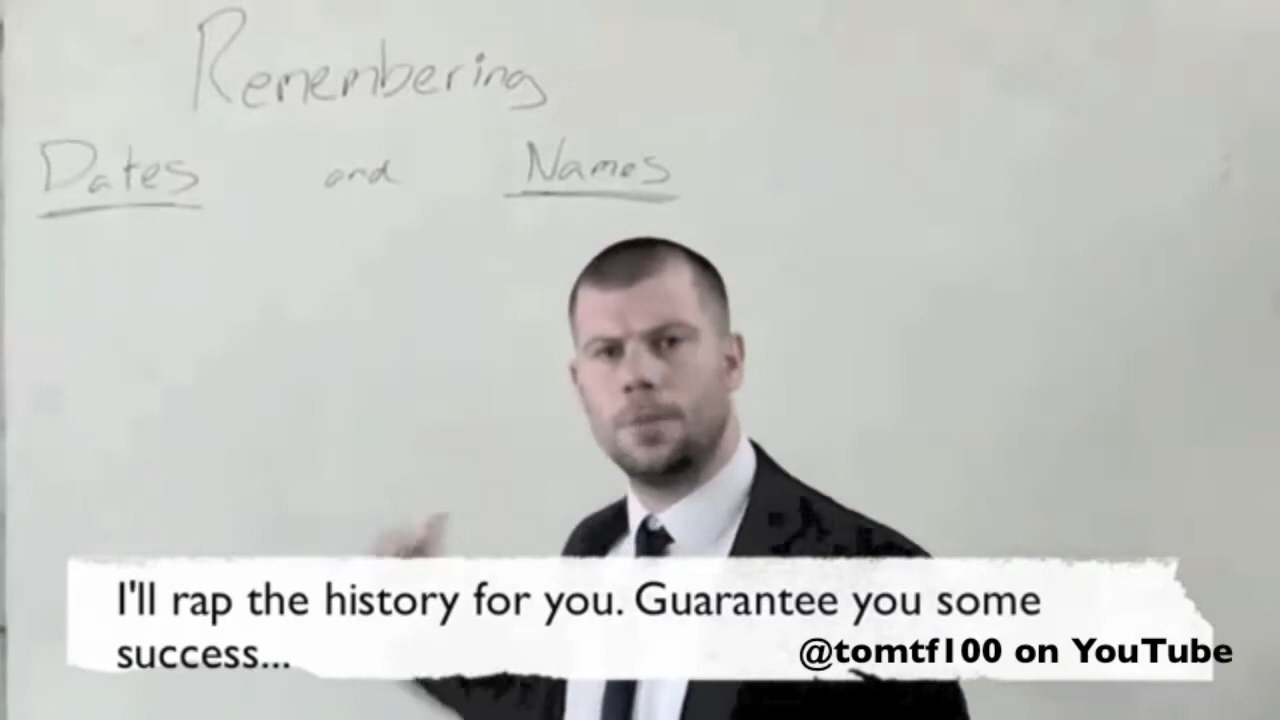 Remembering
Dates and Names
I'll rap the history for you. Guarantee you some
success...
@tomtf100 on YouTube